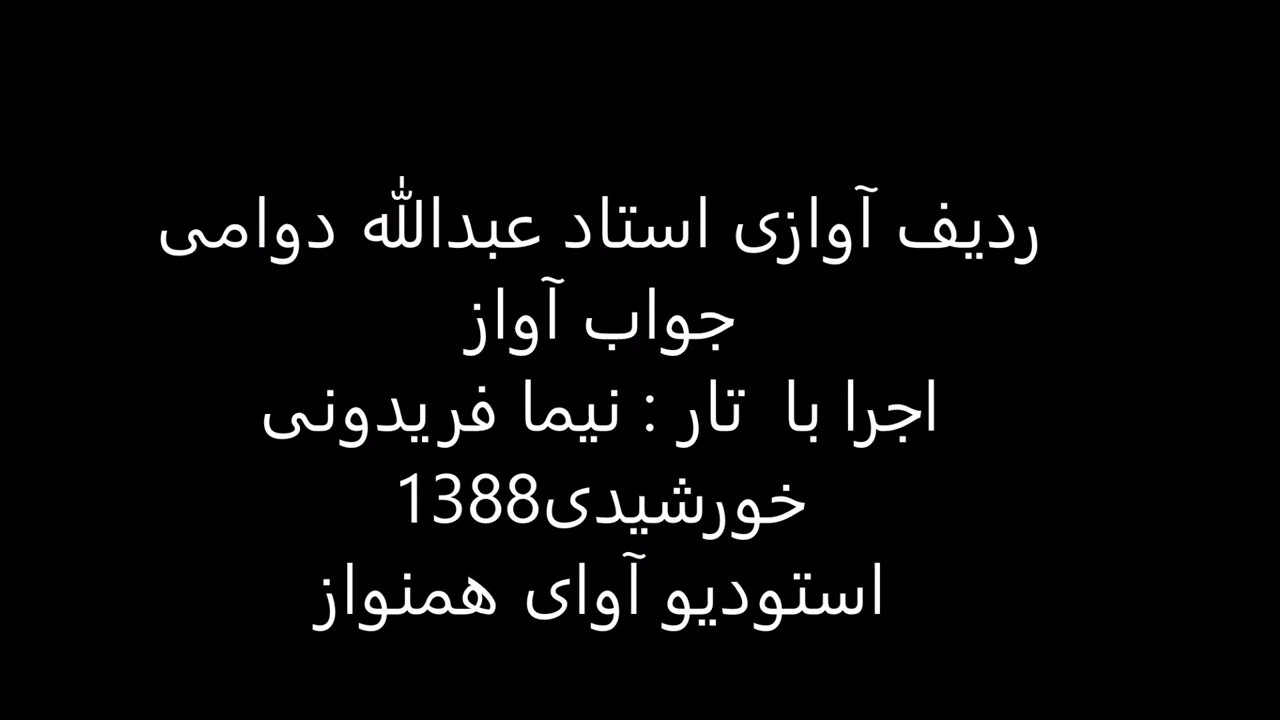 ردیف آوازی استاد عبدالله دوامی
جواب آواز
اجرا با  تار : نیما فریدونی
خورشیدی1388
استودیو آوای همنواز